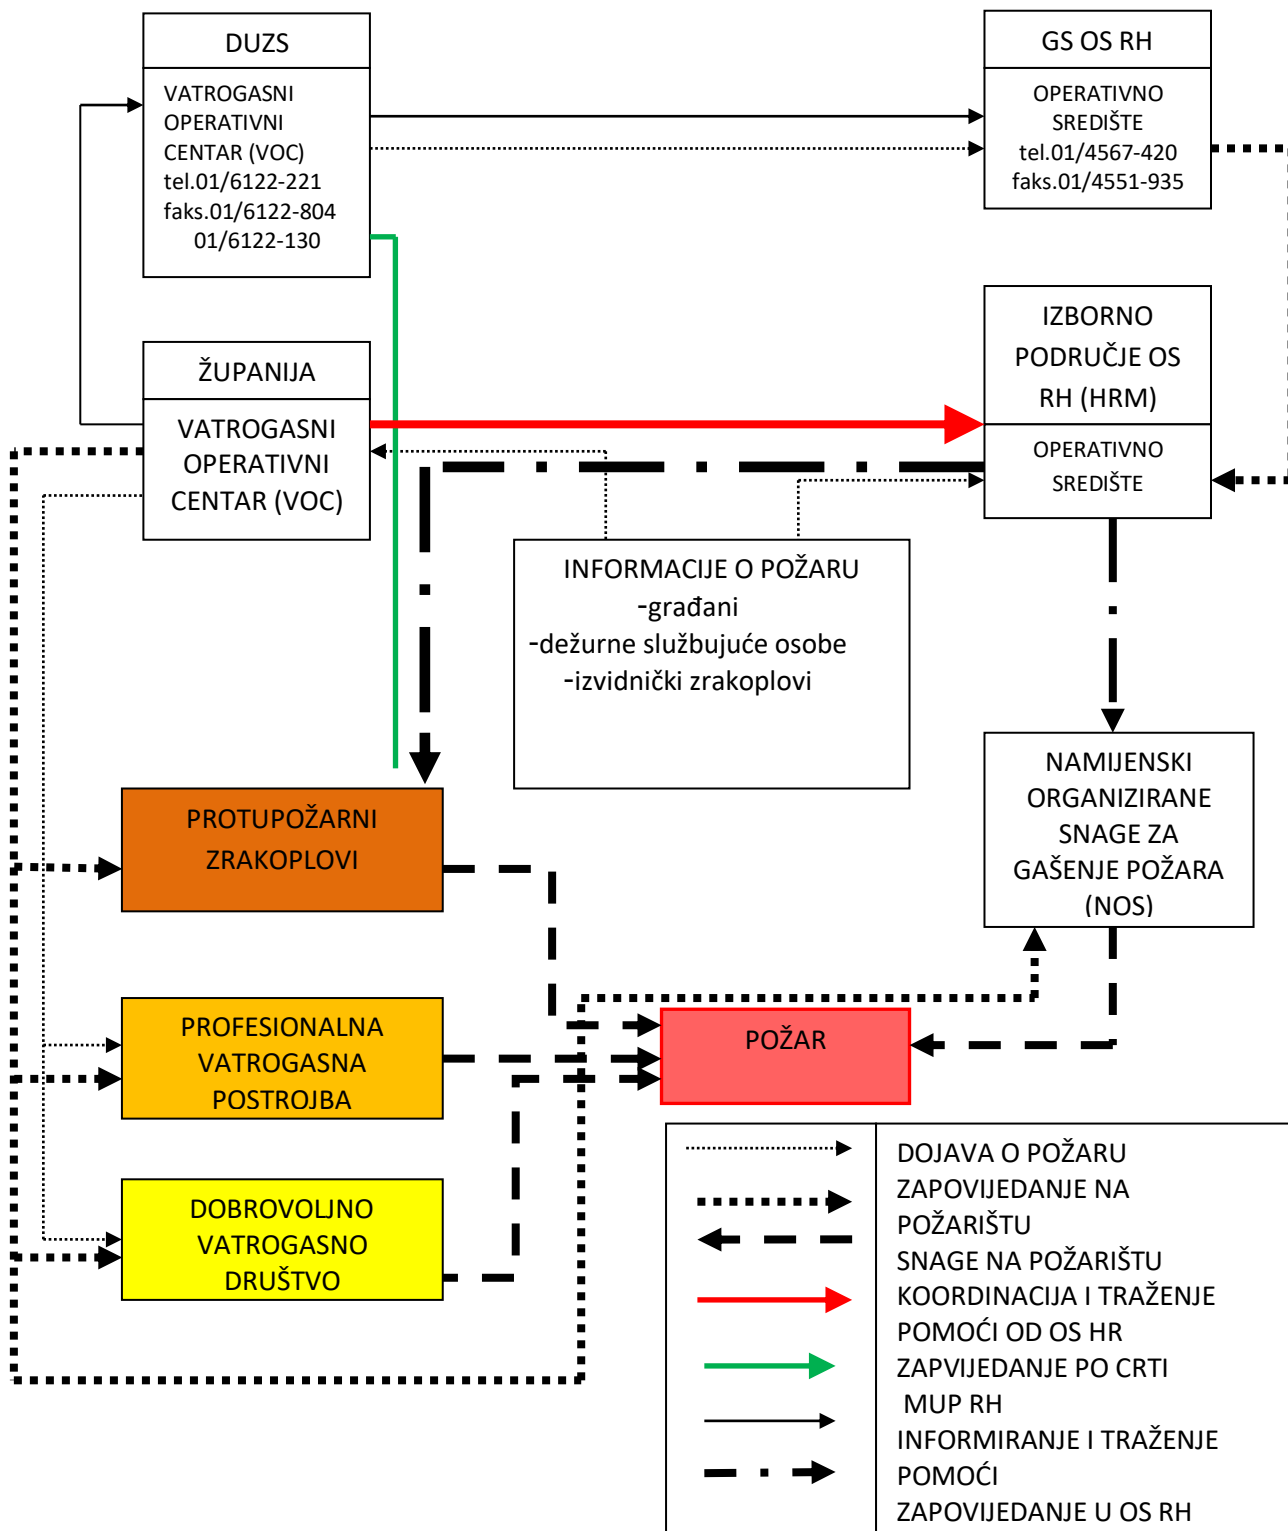 DUZS
VATROGASNI
OPERATIVNI
CENTAR (VOC)
tel.01/6122-221
faks.01/6122-804
01/6122-130
GS OS RH
OPERATIVNO
SREDIŠTE
tel.01/4567-420
faks.01/4551-935
ŽUPANIJA
VATROGASNI
OPERATIVNI
CENTAR (VOC)
IZBORNO
PODRUČJE OS
RH (HRM)
OPERATIVNO
SREDIŠTE
INFORMACIJE O POŽARU
-građani
-dežurne službujuće osobe
-izvidnički zrakoplovi
PROTUPOŽARNI
ZRAKOPLOVI
NAMIJENSKI
ORGANIZIRANE
SNAGE ZA
GAŠENJE POŽARA
(NOS)
PROFESIONALNA
VATROGASNA
POSTROJBA
POŽAR
DOBROVOLJNO
VATROGASNO
DRUŠTVO
DOJAVA O POŽARU
ZAPOVIJEDANJE NA
POŽARIŠTU
SNAGE NA POŽARIŠTU
KOORDINACIJA I TRAŽENJE
POMOĆI OD OS HR
ZAPVIJEDANJE PO CRTI
MUP RH
INFORMIRANJE I TRAŽENJE
POMOĆI
ZAPOVIJEDANJE U OS RH